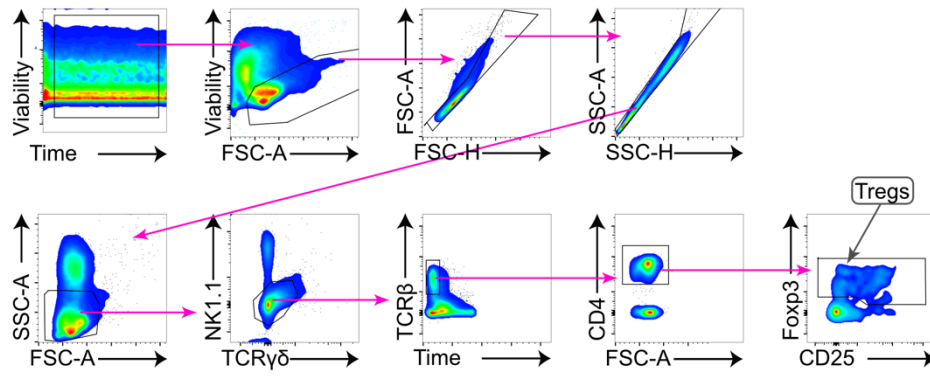 Viability
Time
Viability
FSC-A
FSC-A
FSC-H
SSC-A
SSC-H
SSC-A
FSC-A
NK1.1
TCRγδ
TCRβ
Time
CD4
FSC-A
Tregs
Foxp3
CD25